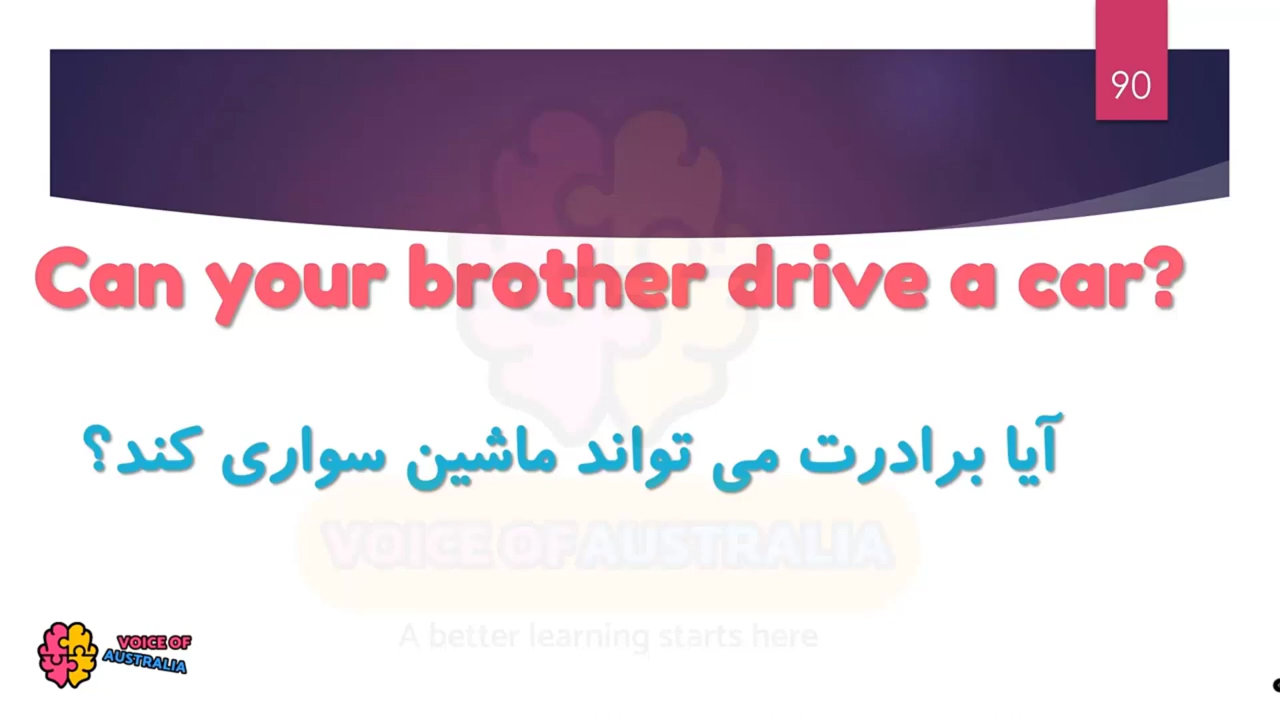 90
Can your brother drive a car?
آیا برادرت می تواند ماشین سواری کند؟
VOICE OF AUSTRALIA
A better learning starts here
VOICE OF
AUSTRALIA